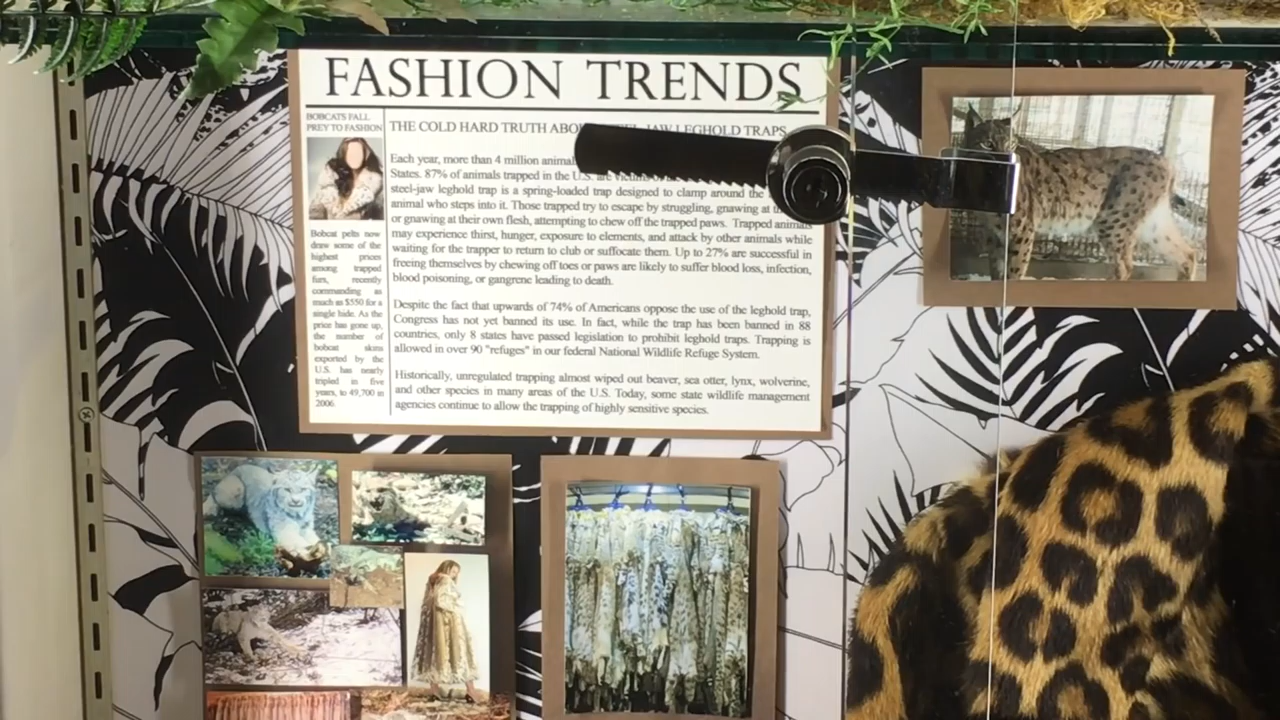 FASHION TRENDS
BOBCATS FALL
PREY TO FASHION
Bobcat pelts now
draw some of the
highest prices
among trapped
furs, recently
commanding as
much as $550 for a
single hide. As the
price has gone up,
the number of
bobcat skins
exported by the
U.S. has nearly
tripled in five
years, to 49,700 in
2006.
THE COLD HARD TRUTH JAW LEGHOLD TRAPS
Each year, more than 4 million
States. 87% of animals trapped in the U.S. are victims
steel-jaw leghold trap is a spring-loaded trap designed to clamp around the
animal who steps into it. Those trapped try to escape by struggling, gnawing at
or gnawing at their own flesh, attempting to chew off the trapped paws. Trapped animals
may experience thirst, hunger, exposure to elements, and attack by other animals while
waiting for the trapper to return to club or suffocate them. Up to 27% are successful in
freeing themselves by chewing off toes or paws are likely to suffer blood loss, infection,
blood poisoning, or gangrene leading to death.
Despite the fact that upwards of 74% of Americans oppose the use of the leghold trap,
Congress has not yet banned its use. In fact, while the trap has been banned in 88
countries, only 8 states have passed legislation to prohibit leghold traps. Trapping is
allowed in over 90 "refuges" in our federal National Wildlife Refuge System.
Historically, unregulated trapping almost wiped out beaver, sea otter, lynx, wolverine,
and other species in many areas of the U.S. Today, some state wildlife management
agencies continue to allow the trapping of highly sensitive species.